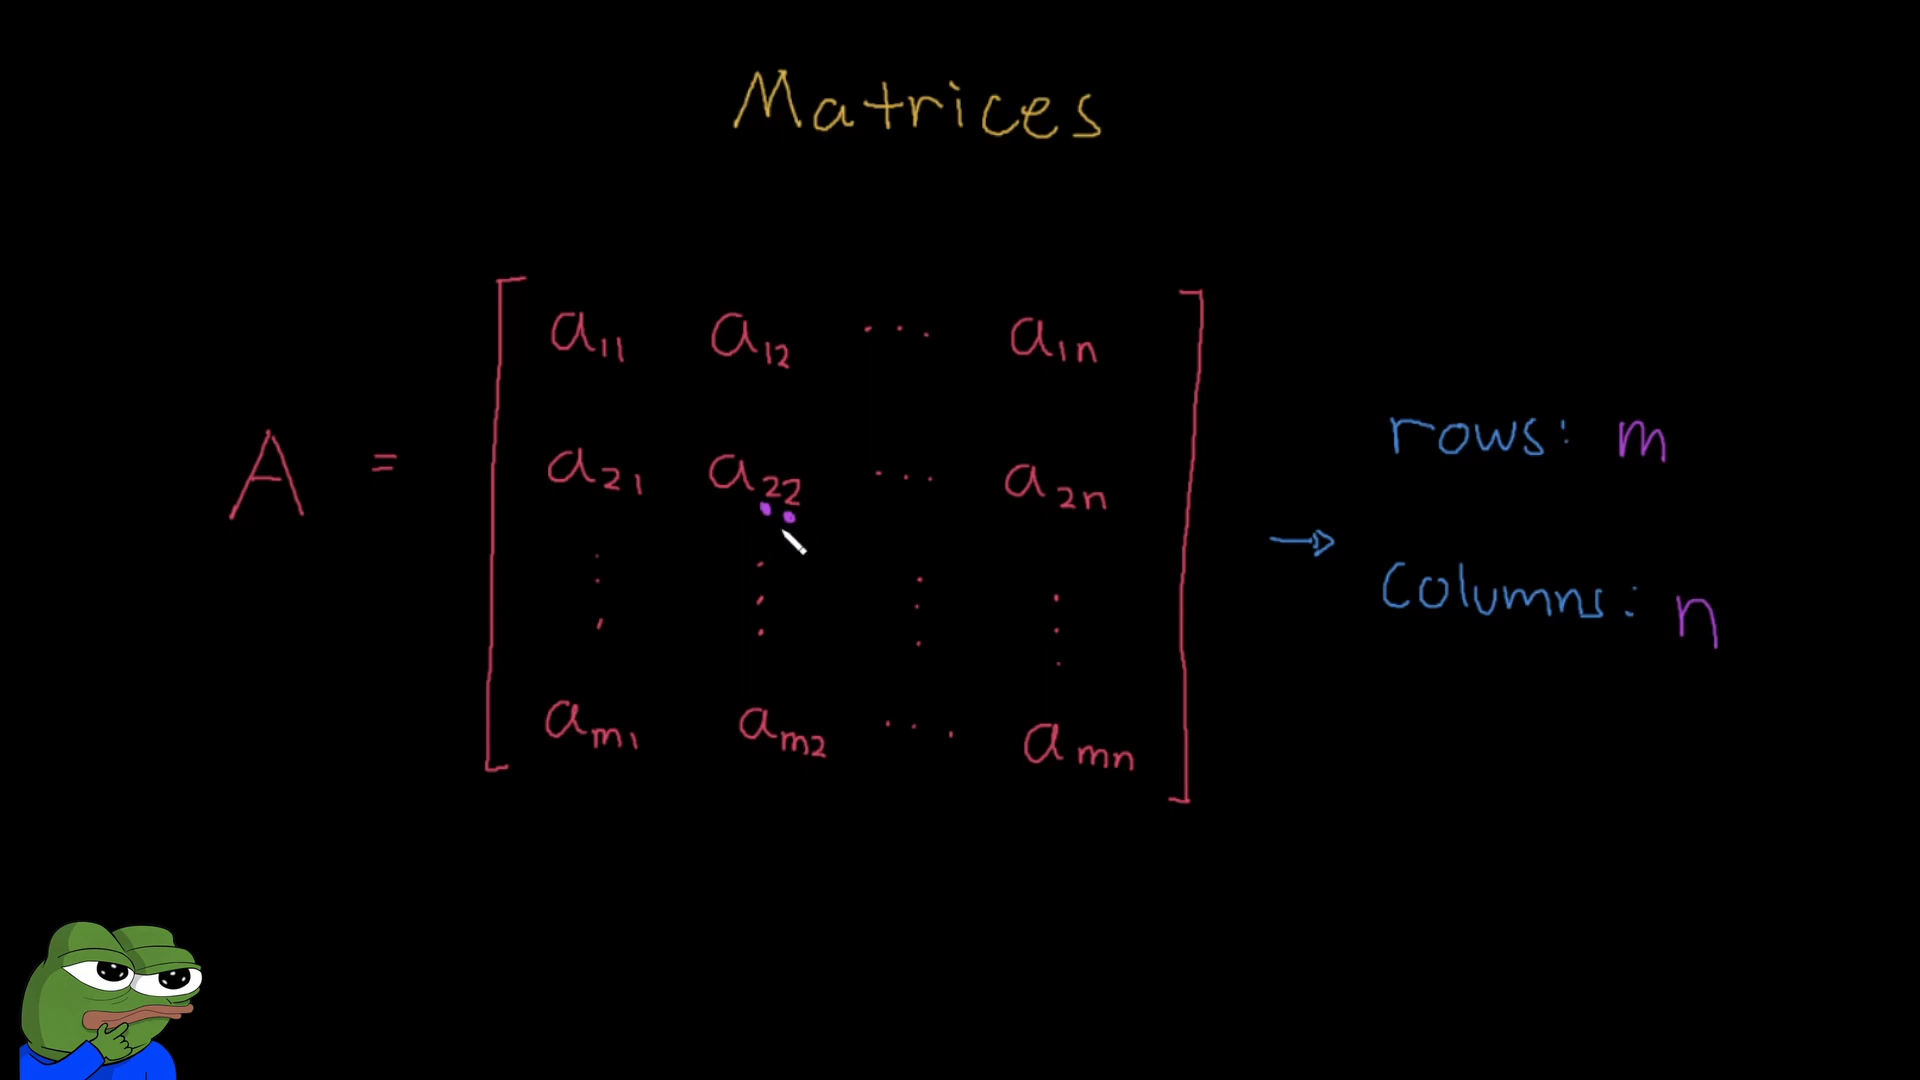 Matrices
a₁₁ a₁₂ ... a₁ₙ
a₂₁ a₂₂ ... a₂ₙ
A =
⋮ ⋮ ⋮ ⋮
aₘ₁ aₘ₂ ... aₘₙ
rows: m
→
columns: n